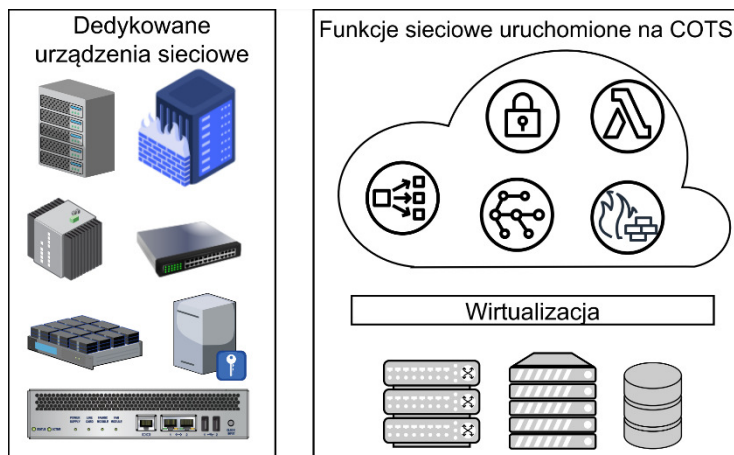 Dedykowane
urządzenia sieciowe
Funkcje sieciowe uruchomione na COTS
Wirtualizacja